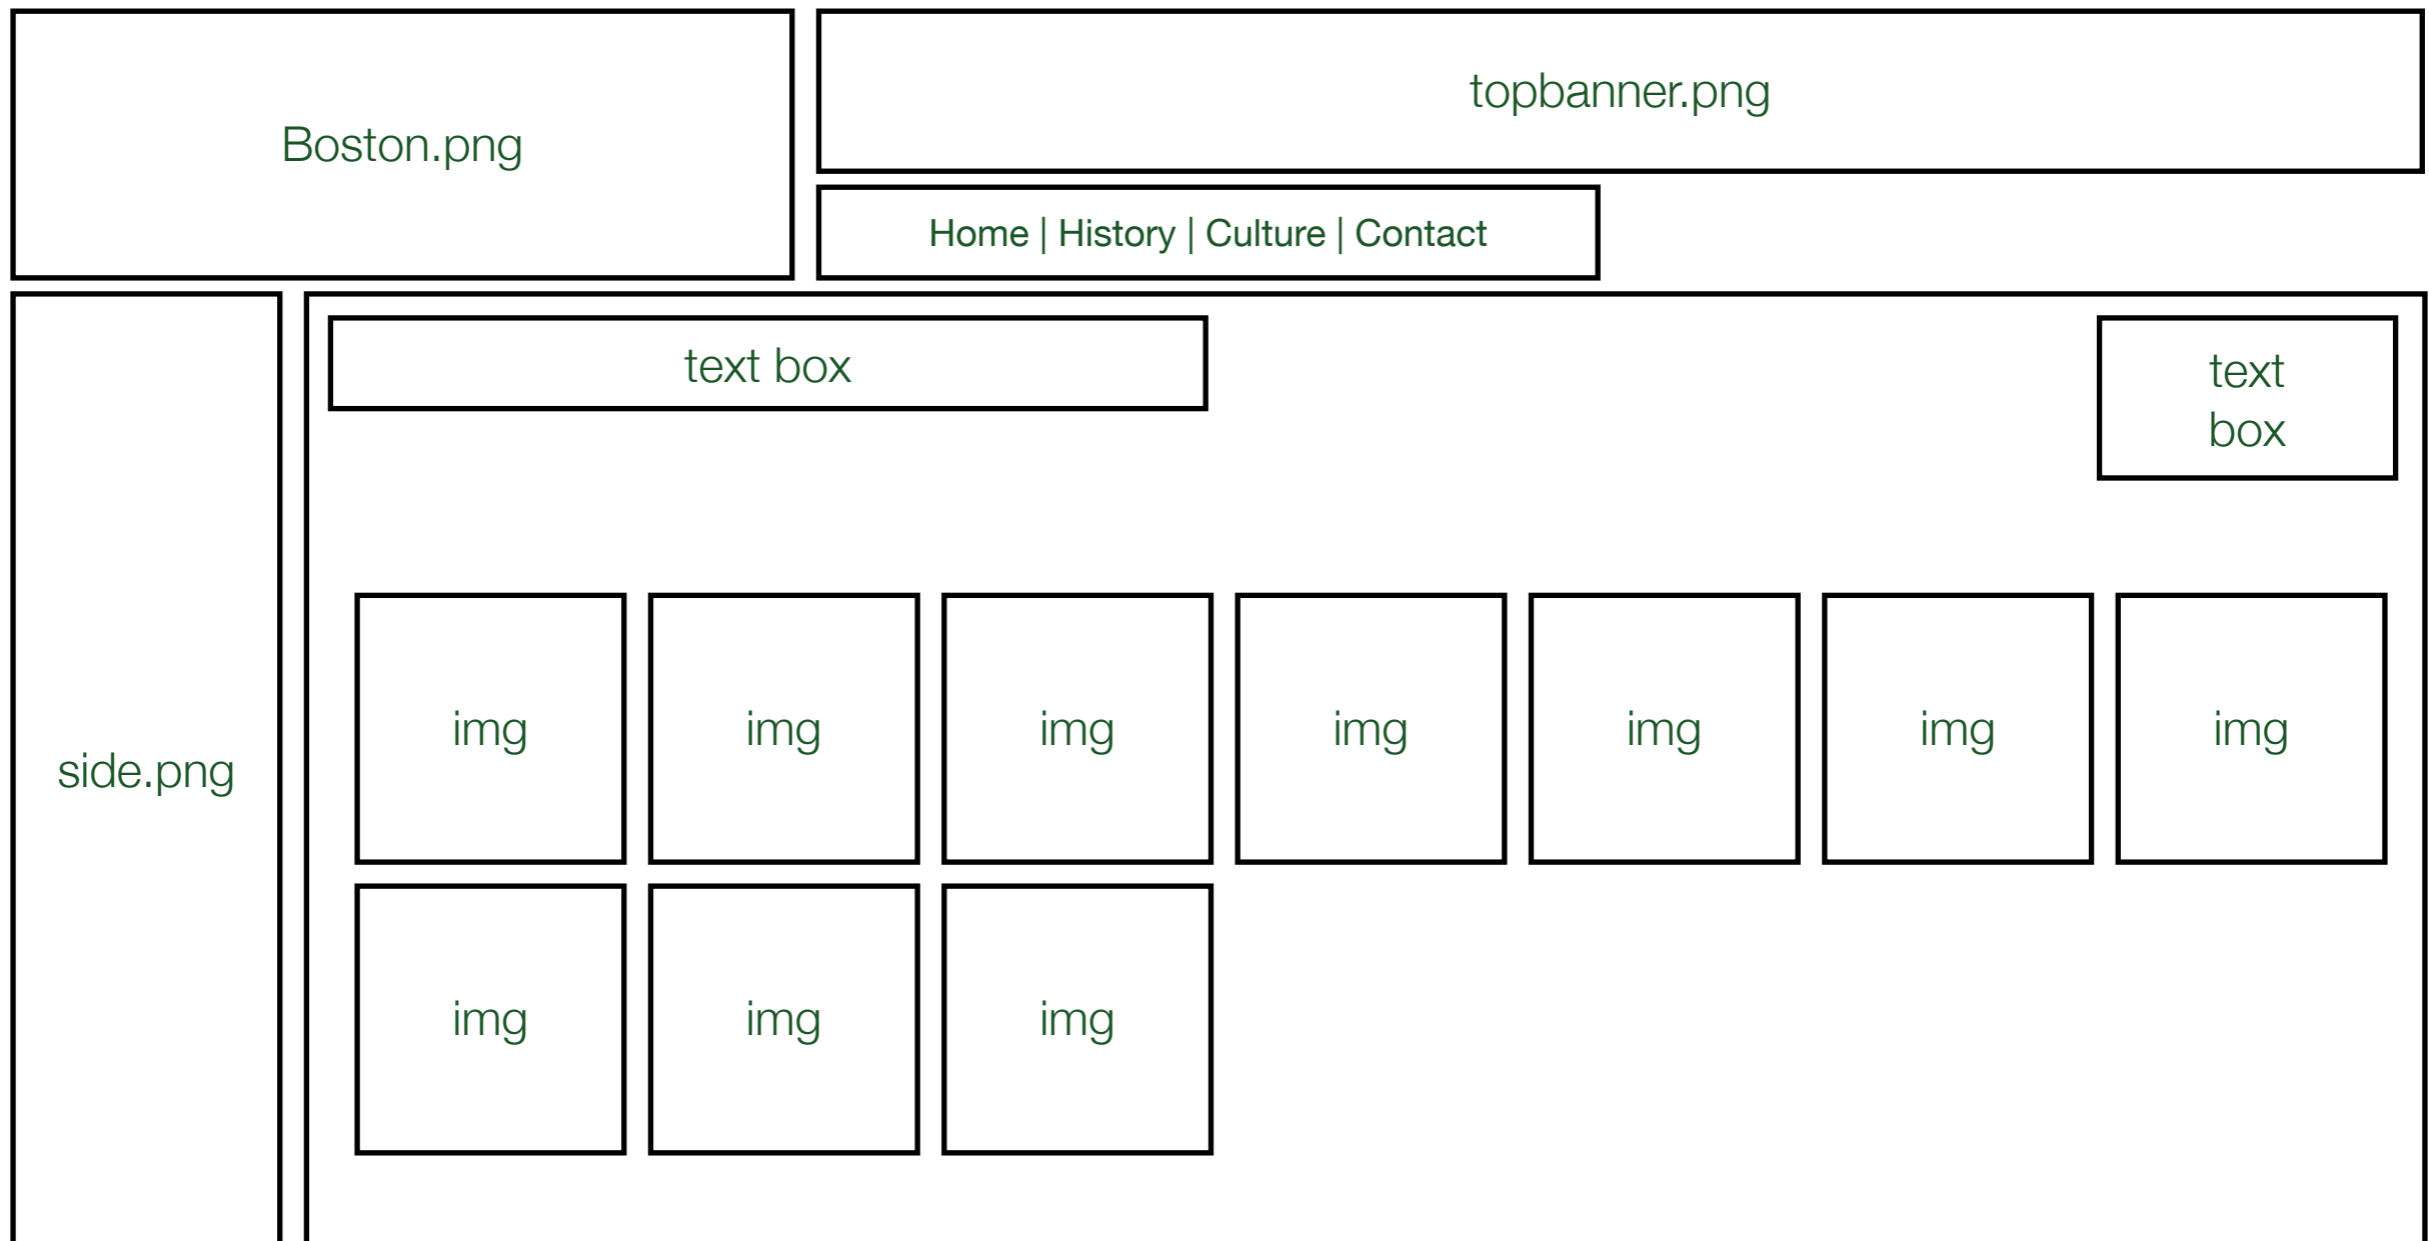 Boston.png
topbanner.png
Home | History | Culture | Contact
side.png
text box
text
box
img
img
img
img
img
img
img
img
img
img